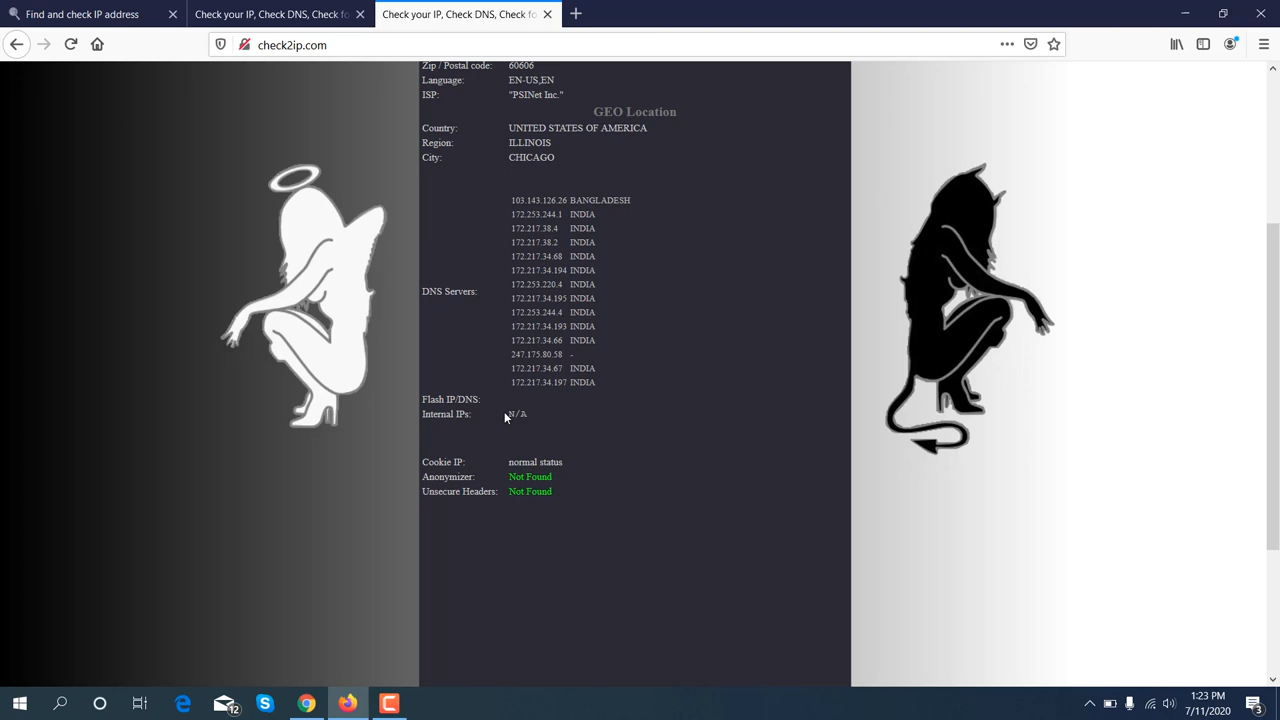 Find and check IP address
Check your IP, Check DNS, Check fo
Check your IP, Check DNS, Check fo
check2ip.com
Zip / Postal code: 60606
Language: EN-US,EN
ISP: "PSINet Inc."
GEO Location
Country: UNITED STATES OF AMERICA
Region: ILLINOIS
City: CHICAGO
103.143.126.26 BANGLADESH
172.253.244.1 INDIA
172.217.38.4 INDIA
172.217.38.2 INDIA
172.217.34.68 INDIA
172.217.34.194 INDIA
172.253.220.4 INDIA
DNS Servers:
172.217.34.195 INDIA
172.253.244.4 INDIA
172.217.34.193 INDIA
172.217.34.66 INDIA
247.175.80.58 -
172.217.34.67 INDIA
172.217.34.197 INDIA
Flash IP/DNS:
Internal IPs: N/A
Cookie IP: normal status
Anonymizer: Not Found
Unsecure Headers: Not Found
12
1:23 PM
7/11/2020
3